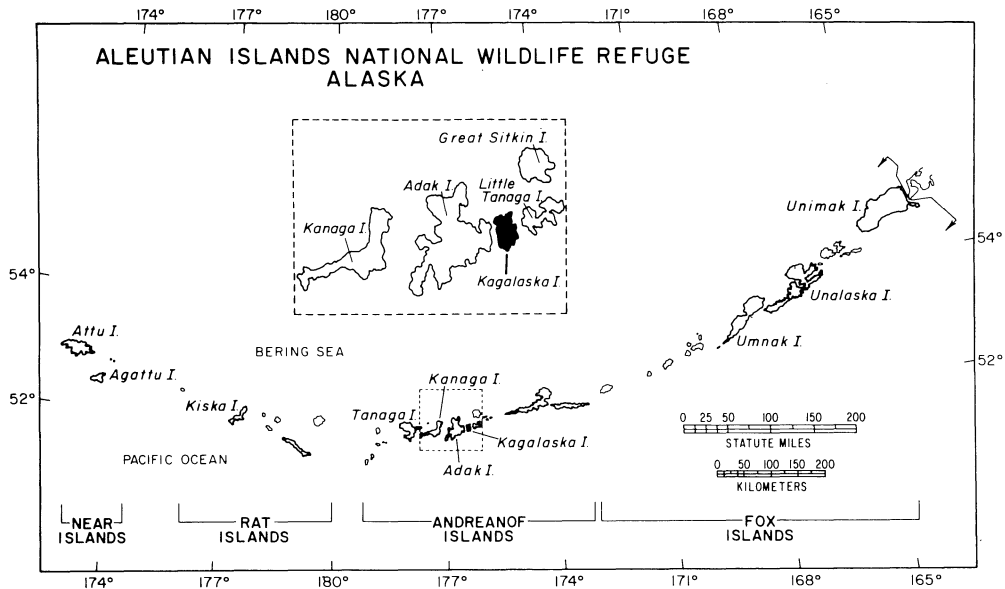 174° 177° 180° 177° 174° 171° 168° 165°
ALEUTIAN ISLANDS NATIONAL WILDLIFE REFUGE
ALASKA
Great Sitkin I.
Adak I.
Little
Tanaga I.
Kanaga I.
Kagalaska I.
Unimak I.
54°
54°
Unalaska I.
Umnak I.
Attu I.
BERING SEA
52°
Agattu I.
Kanaga I.
52°
Kiska I.
Tanaga I.
Kagalaska I.
Adak I.
PACIFIC OCEAN
0 25 50 100 150 200
STATUTE MILES
0 50 100 150 200
KILOMETERS
NEAR
ISLANDS
RAT
ISLANDS
ANDREANOF
ISLANDS
FOX
ISLANDS
174° 177° 180° 177° 174° 171° 168° 165°